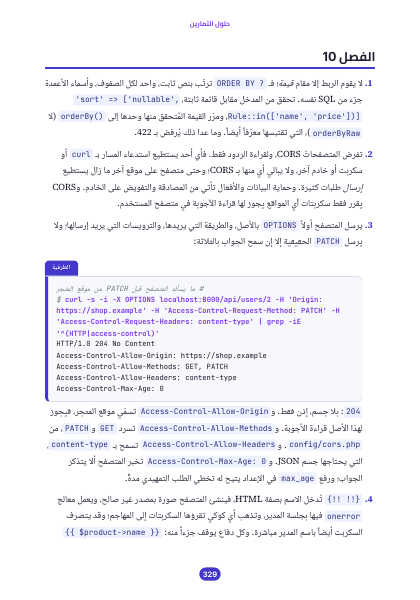 حلول التمارين
الفصل 10
1. لا يقوم الربط إلا مقام قيمة؛ فـ ORDER BY ? ترتّب بنص ثابت، واحد لكل الصفوف، وأسماء الأعمدة
جزء من SQL نفسه. تحقق من المدخل مقابل قائمة ثابتة، 'sort' => ['nullable',
Rule::in(['name', 'price'])]، ومرّر القيمة المُتحقق منها وحدها إلى orderBy() (لا
orderByRaw)، التي تقتبسها معرّفاً أيضاً. وما عدا ذلك يُرفض بـ 422.
2. تفرض المتصفحاتُ CORS، ولقراءة الردود فقط. فأي أحد يستطيع استدعاء المسار بـ curl أو
سكربت أو خادم آخر، ولا يبالي أي منها بـ CORS؛ وحتى متصفح على موقع آخر ما زال يستطيع
إرسال طلبات كثيرة. وحماية البيانات والأفعال تأتي من المصادقة والتفويض على الخادم، وCORS
يقرر فقط سكربتات أي المواقع يجوز لها قراءة الأجوبة في متصفح المستخدم.
3. يرسل المتصفح أولاً OPTIONS بالأصل، والطريقة التي يريدها، والترويسات التي يريد إرسالها؛ ولا
يرسل PATCH الحقيقية إلا إن سمح الجواب بالثلاثة:
الطرفية
# ما يسأله المتصفح قبل PATCH من موقع المتجر
$ curl -s -i -X OPTIONS localhost:8000/api/users/2 -H 'Origin:
https://shop.example' -H 'Access-Control-Request-Method: PATCH' -H
'Access-Control-Request-Headers: content-type' | grep -iE
'^(HTTP|access-control)'
HTTP/1.0 204 No Content
Access-Control-Allow-Origin: https://shop.example
Access-Control-Allow-Methods: GET, PATCH
Access-Control-Allow-Headers: content-type
Access-Control-Max-Age: 0
204: بلا جسم، إذن فقط. وAccess-Control-Allow-Origin تسمّي موقع المتجر، فيجوز
لهذا الأصل قراءة الأجوبة. وAccess-Control-Allow-Methods تسرد GET وPATCH، من
config/cors.php. وAccess-Control-Allow-Headers تسمح بـ content-type،
التي يحتاجها جسم JSON. وAccess-Control-Max-Age: 0 تخبر المتصفح ألا يتذكر
الجواب؛ ورفع max_age في الإعداد يتيح له تخطي الطلب التمهيدي مدةً.
4. {!! !!} تُدخل الاسم بصفة HTML، فينشئ المتصفح صورة بمصدر غير صالح، ويعمل معالج
onerror فيها بجلسة المدير، وتذهب أي كوكي تقرؤها السكربتات إلى المهاجم؛ وقد يتصرف
السكربت أيضاً باسم المدير مباشرة. وكل دفاع يوقف جزءاً منه: {{ $product->name }}
329